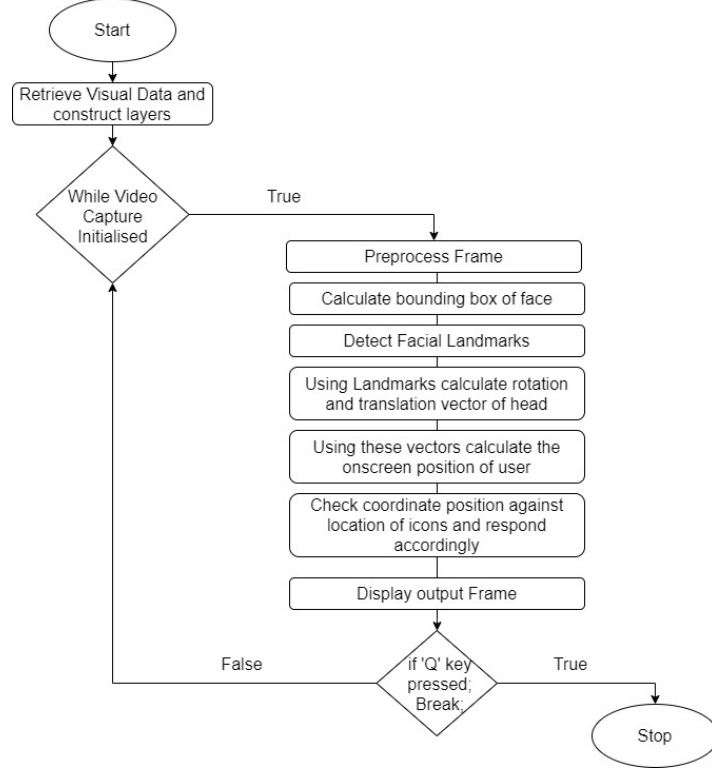 Start
Retrieve Visual Data and
construct layers
While Video
Capture
Initialised
True
Preprocess Frame
Calculate bounding box of face
Detect Facial Landmarks
Using Landmarks calculate rotation
and translation vector of head
Using these vectors calculate the
onscreen position of user
Check coordinate position against
location of icons and respond
accordingly
Display output Frame
if 'Q' key
pressed;
Break;
False
True
Stop